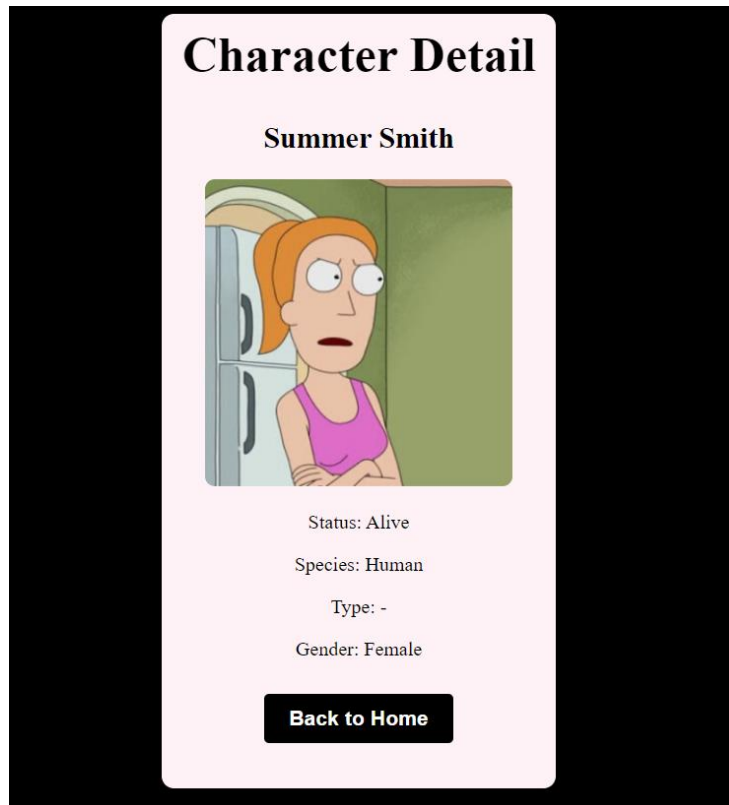 Character Detail
Summer Smith
Status: Alive
Species: Human
Type: -
Gender: Female
Back to Home